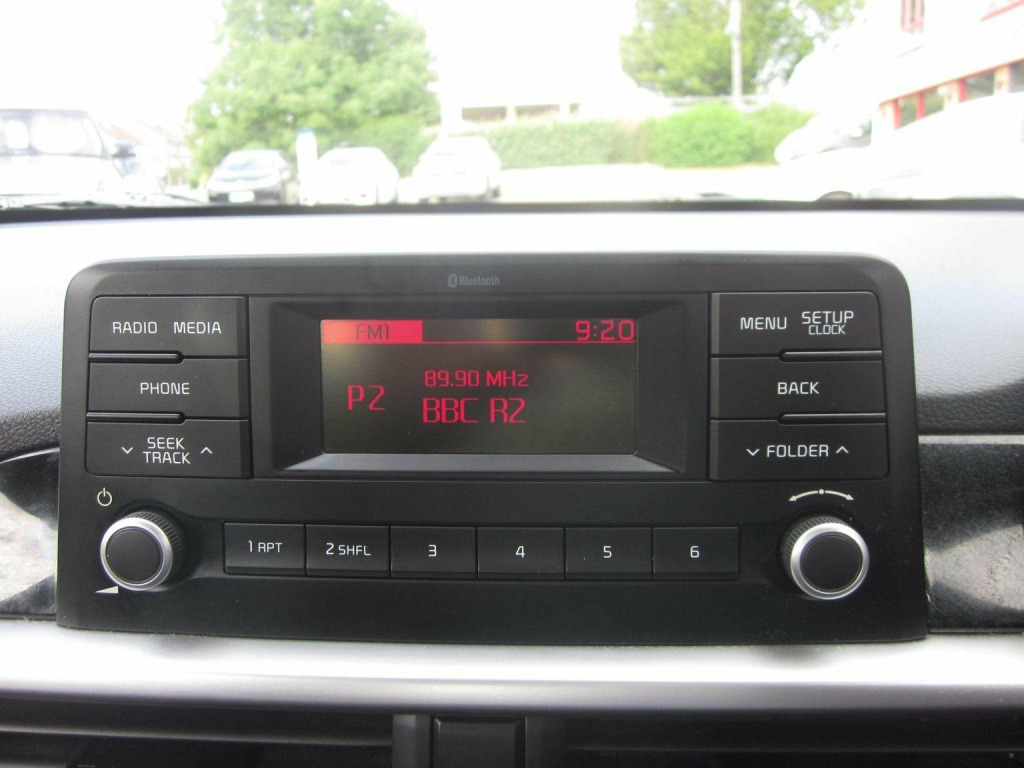 Bluetooth
RADIO MEDIA
PHONE
SEEK
TRACK
FM1 9:20
89.90 MHz
P2 BBC R2
MENU SETUP
CLOCK
BACK
FOLDER
1 RPT 2 SHFL 3 4 5 6